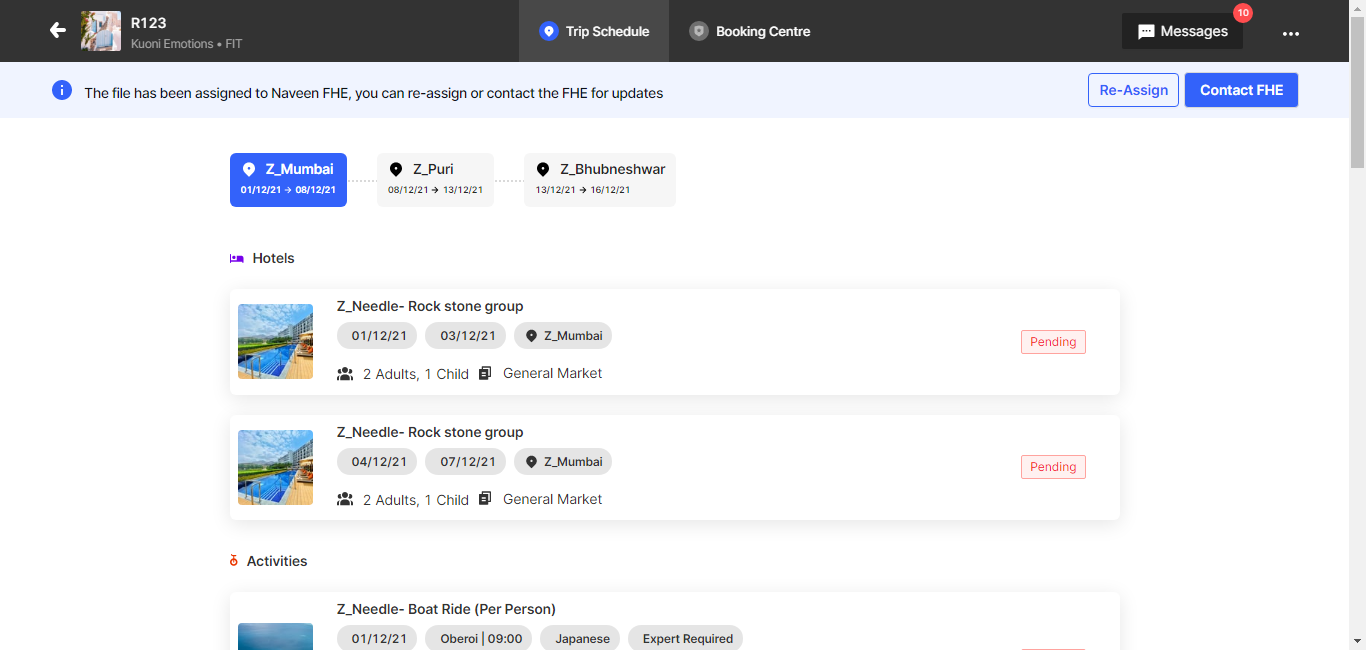 R123
Kuoni Emotions • FIT
Trip Schedule
Booking Centre
Messages
10
The file has been assigned to Naveen FHE, you can re-assign or contact the FHE for updates
Re-Assign
Contact FHE
Z_Mumbai
01/12/21 → 08/12/21
Z_Puri
08/12/21 → 13/12/21
Z_Bhubneshwar
13/12/21 → 16/12/21
Hotels
Z_Needle- Rock stone group
01/12/21 03/12/21 Z_Mumbai
2 Adults, 1 Child General Market
Pending
Z_Needle- Rock stone group
04/12/21 07/12/21 Z_Mumbai
2 Adults, 1 Child General Market
Pending
Activities
Z_Needle- Boat Ride (Per Person)
01/12/21 Oberoi | 09:00 Japanese Expert Required